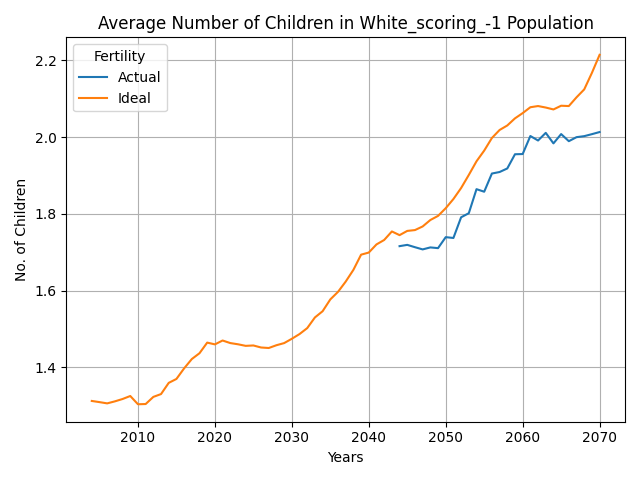 Average Number of Children in White_scoring_-1 Population
Fertility
Actual
Ideal
No. of Children
2.2
2.0
1.8
1.6
1.4
2010 2020 2030 2040 2050 2060 2070
Years